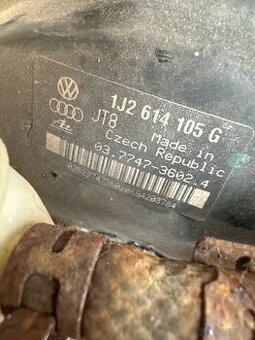 1J2 614 105 G
JT8
Made in
Czech Republic
03.7747-3602.4